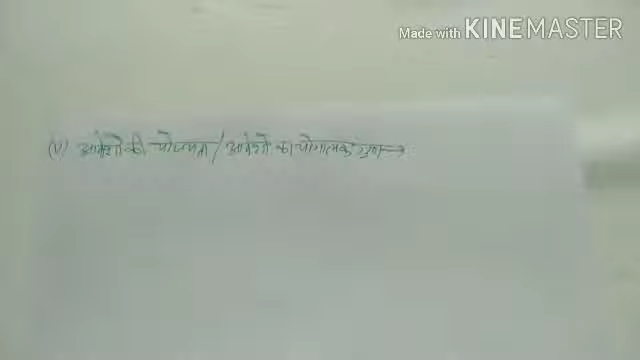 Made with KINEMASTER
(V) आवेशों की योज्यता / आवेशों का योगात्मक गुण →